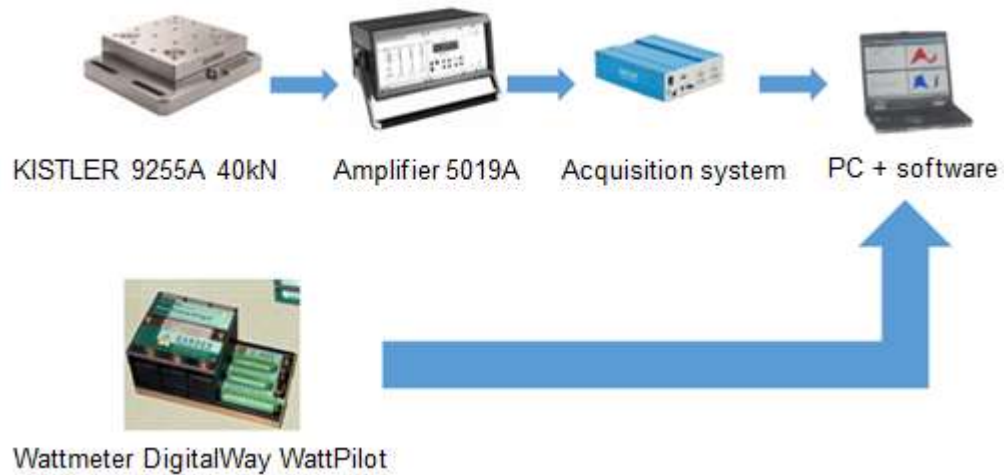 KISTLER 9255A 40kN
Amplifier 5019A
Acquisition system
PC + software
Wattmeter DigitalWay WattPilot